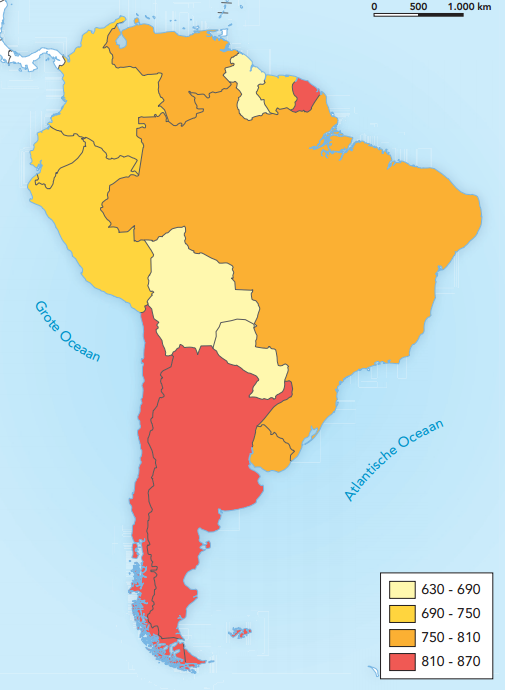 0 500 1.000 km
Grote Oceaan
Atlantische Oceaan
630 - 690
690 - 750
750 - 810
810 - 870